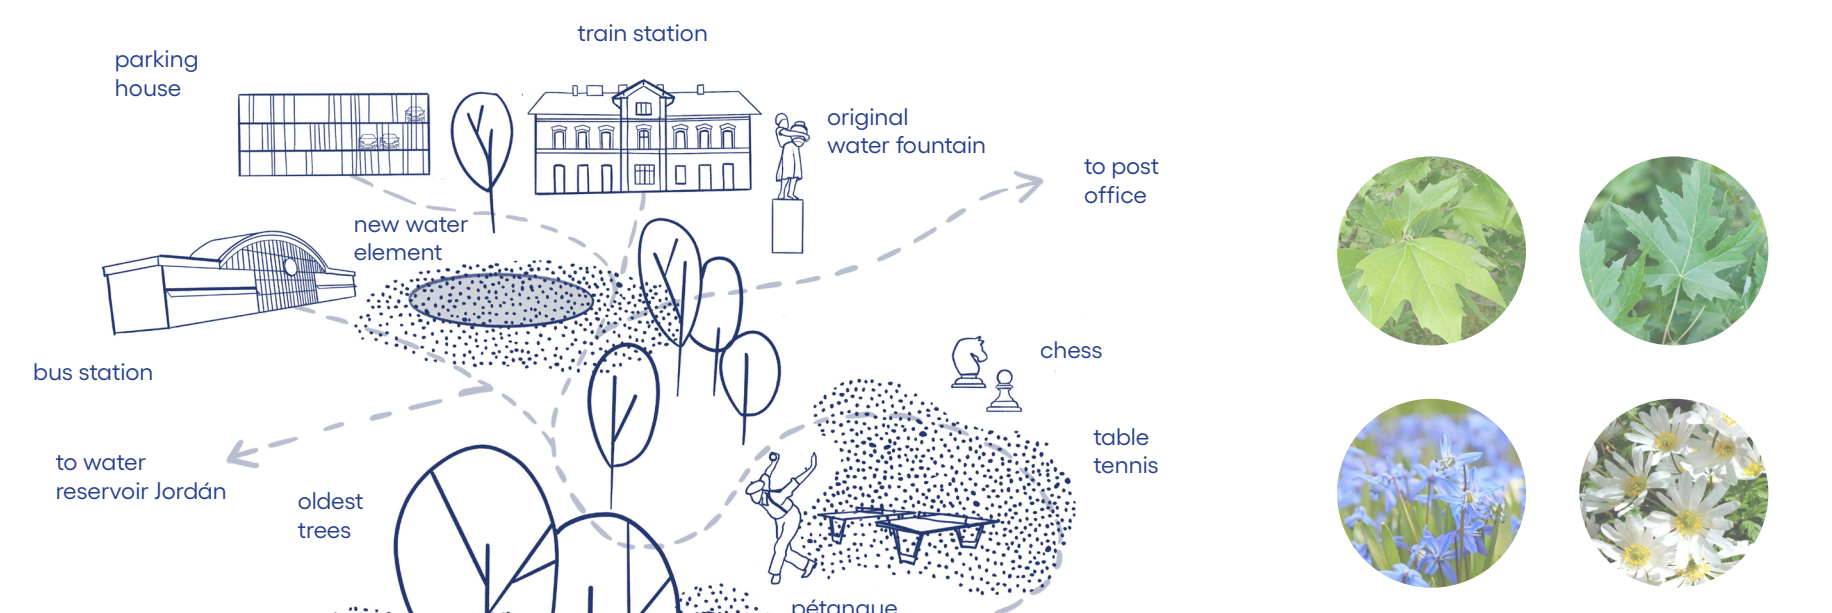 train station
parking
house
original
water fountain
to post
office
new water
element
chess
bus station
table
tennis
to water
reservoir Jordán
oldest
trees
pétanque